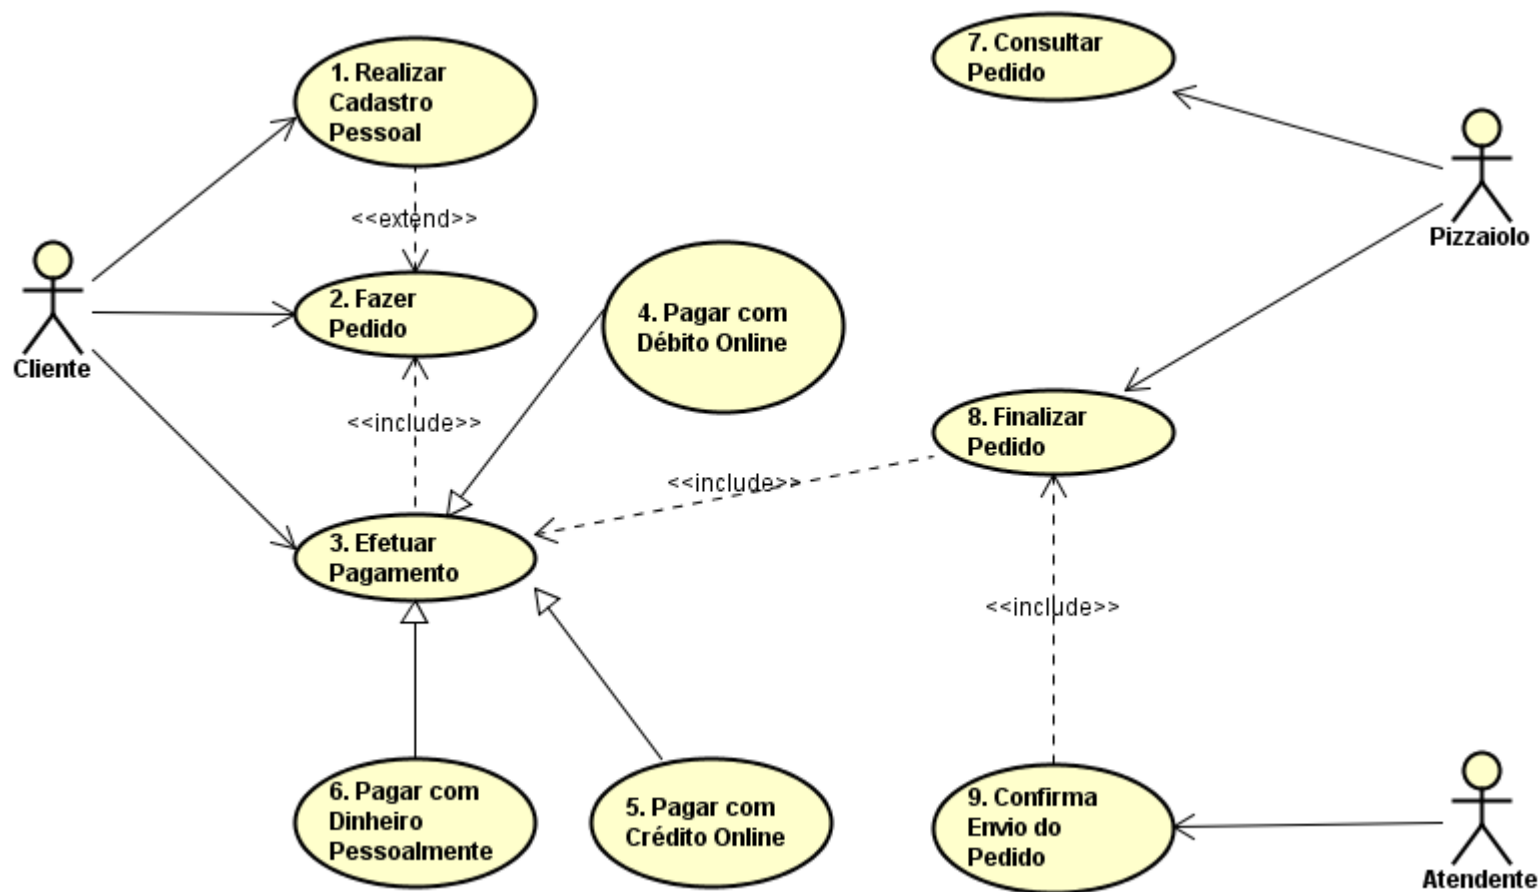 1. Realizar
Cadastro
Pessoal
<<extend>>
2. Fazer
Pedido
Cliente
<<include>>
3. Efetuar
Pagamento
4. Pagar com
Débito Online
6. Pagar com
Dinheiro
Pessoalmente
5. Pagar com
Crédito Online
7. Consultar
Pedido
Pizzaiolo
8. Finalizar
Pedido
<<include>>
<<include>>
9. Confirma
Envio do
Pedido
Atendente